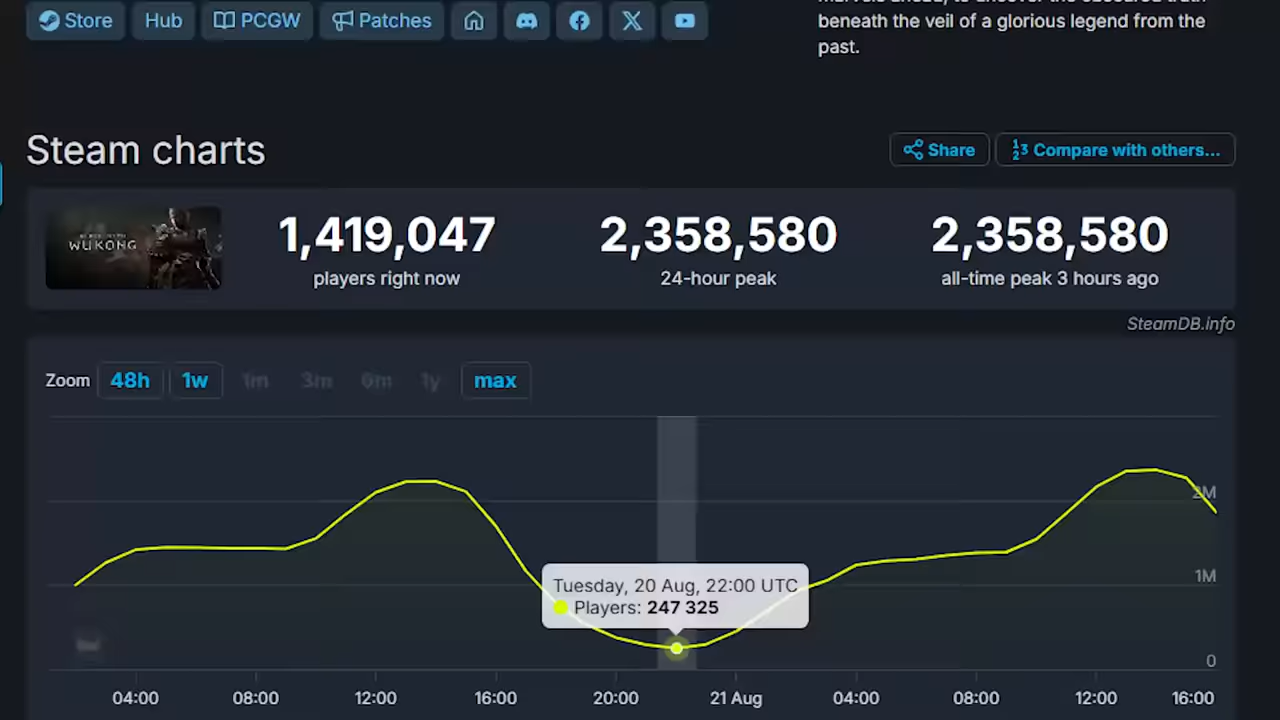 Store Hub PCGW Patches
beneath the veil of a glorious legend from the
past.
Steam charts
Share
Compare with others...
WUKONG
1,419,047
players right now
2,358,580
24-hour peak
2,358,580
all-time peak 3 hours ago
SteamDB.info
Zoom 48h 1w 1m 3m 6m 1y max
2M
1M
0
Tuesday, 20 Aug, 22:00 UTC
Players: 247 325
04:00 08:00 12:00 16:00 20:00 21 Aug 04:00 08:00 12:00 16:00